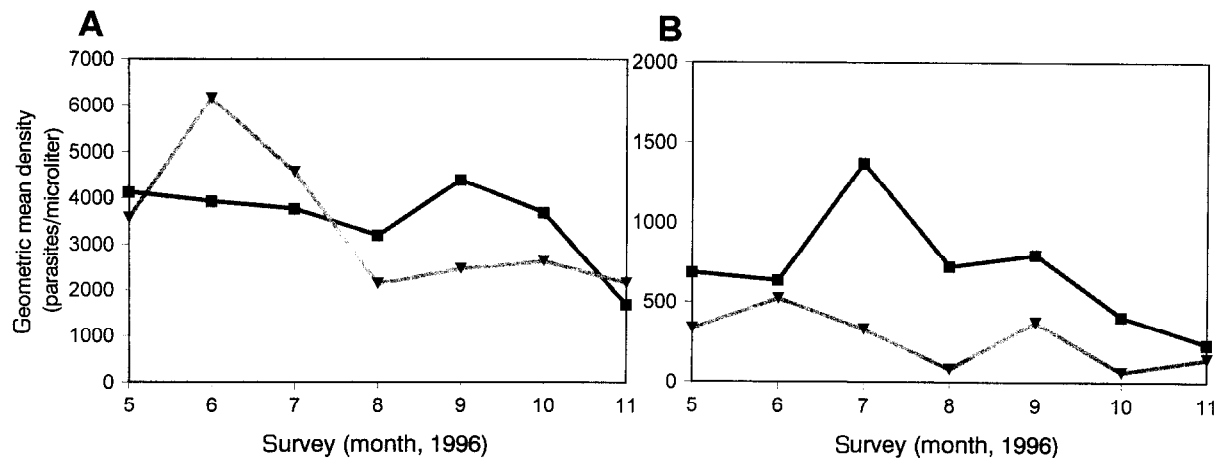 A
7000
6000
5000
4000
3000
2000
1000
0
Geometric mean density
(parasites/microliter)
5 6 7 8 9 10 11
Survey (month, 1996)
B
2000
1500
1000
500
0
5 6 7 8 9 10 11
Survey (month, 1996)